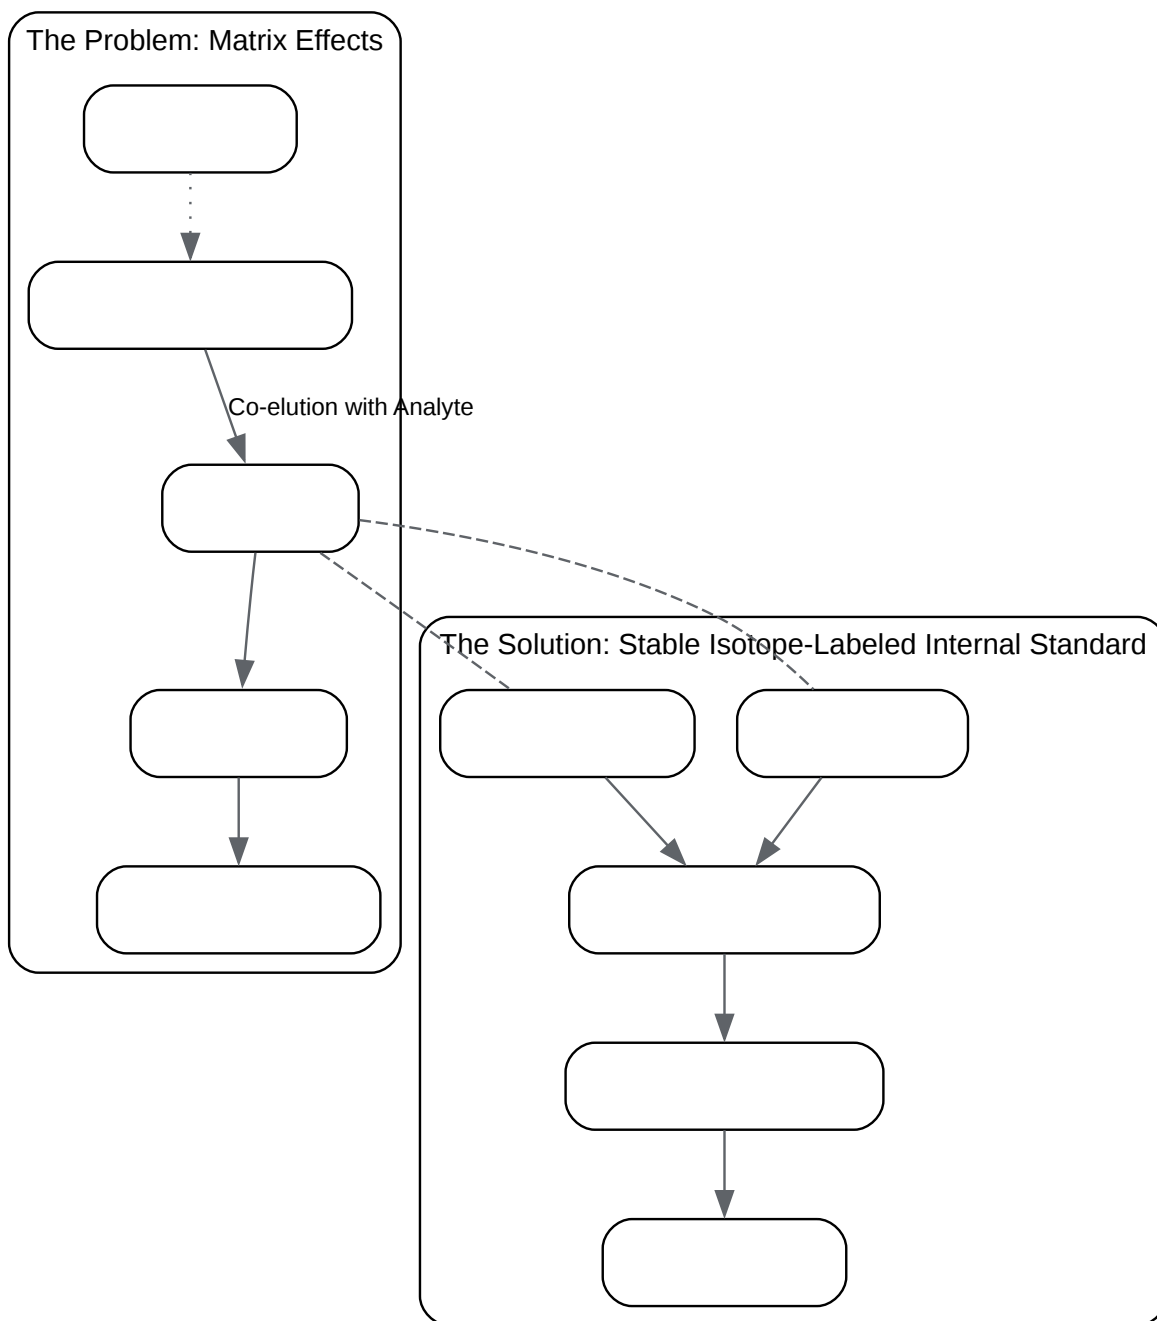 The Problem: Matrix Effects
Co-elution with Analyte
The Solution: Stable Isotope-Labeled Internal Standard